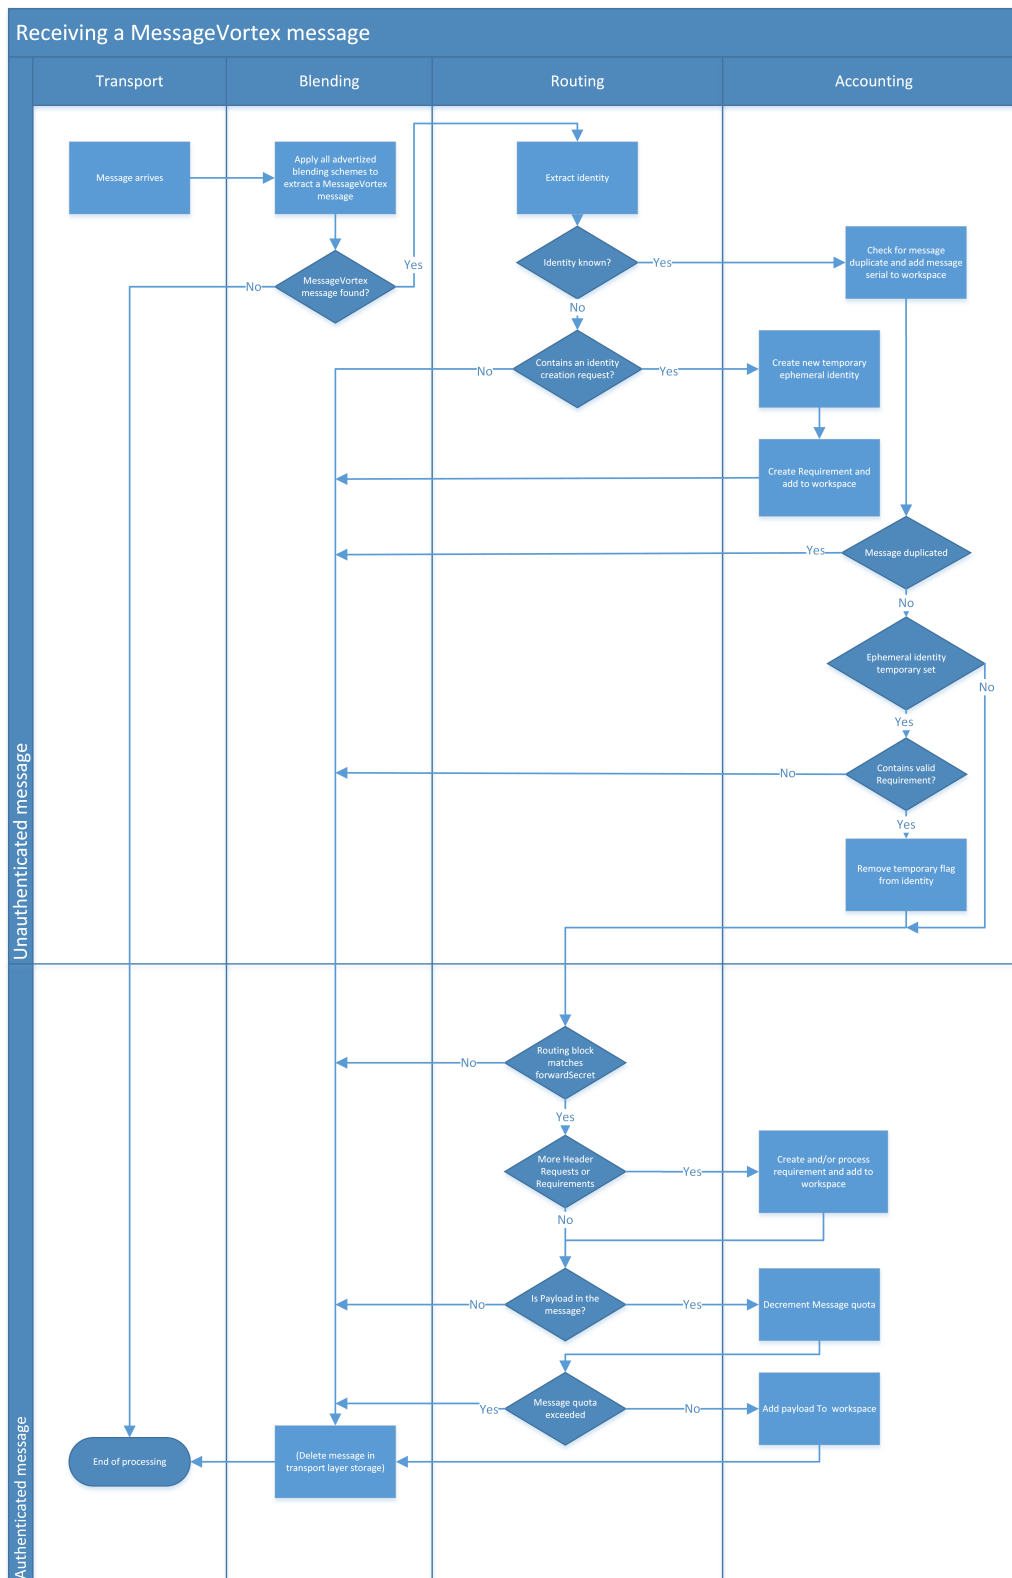 Receiving a MessageVortex message
Transport
Blending
Routing
Accounting
Unauthenticated message
Message arrives
Apply all advertized
blending schemes to
extract a MessageVortex
message
Extract identity
MessageVortex
message found?
No
Yes
Identity known?
Yes
No
Check for message
duplicate and add message
serial to workspace
Contains an identity
creation request?
No
Yes
Create new temporary
ephemeral identity
Create Requirement and
add to workspace
Message duplicated
Yes
No
Ephemeral identity
temporary set
No
Yes
Contains valid
Requirement?
No
Yes
Remove temporary flag
from identity
Authenticated message
Routing block
matches
forwardSecret
No
Yes
More Header
Requests or
Requirements
Yes
No
Create and/or process
requirement and add to
workspace
Is Payload in the
message?
No
Yes
Decrement Message quota
Message quota
exceeded
Yes
No
Add payload To workspace
(Delete message in
transport layer storage)
End of processing